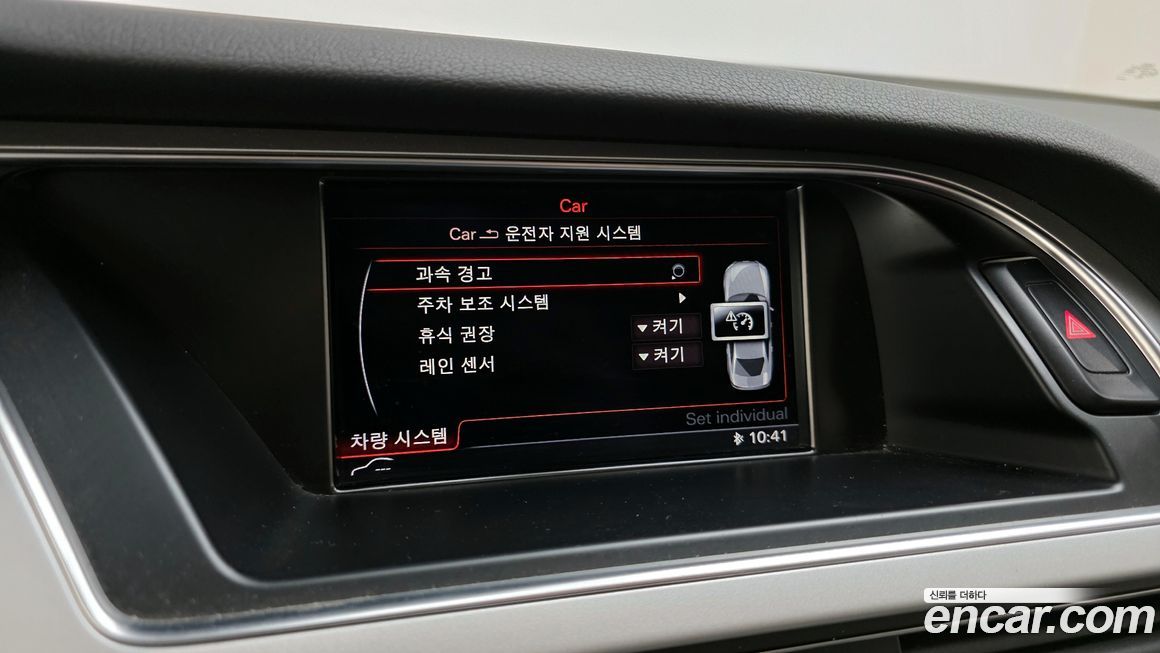 Car
Car 운전자 지원 시스템
과속 경고
주차 보조 시스템
휴식 권장 켜기
레인 센서 켜기
Set individual
차량 시스템 10:41
신뢰를 더하다
encar.com